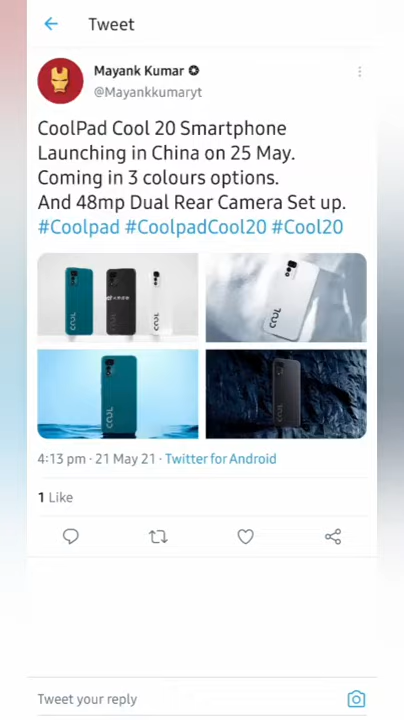 Tweet
Mayank Kumar
@Mayankkumaryt
CoolPad Cool 20 Smartphone
Launching in China on 25 May.
Coming in 3 colours options.
And 48mp Dual Rear Camera Set up.
#Coolpad #CoolpadCool20 #Cool20
COOL
COOL
COOL
COOL
COOL
4:13 pm · 21 May 21 · Twitter for Android
1 Like
Tweet your reply